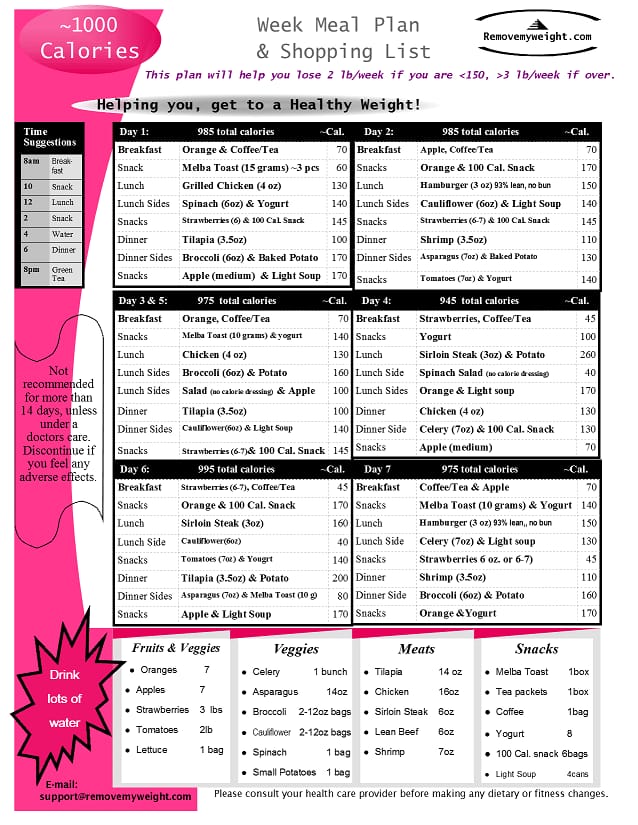 ~1000
Calories
Week Meal Plan
& Shopping List
Removemyweight.com
This plan will help you lose 2 lb/week if you are <150, >3 lb/week if over.
Helping you, get to a Healthy Weight!
Time
Suggestions
8am Break-
fast
10 Snack
12 Lunch
2 Snack
4 Water
6 Dinner
8pm Green
Tea
Day 1: 985 total calories ~Cal.
Breakfast Orange & Coffee/Tea 70
Snack Melba Toast (15 grams) ~3 pcs 60
Lunch Grilled Chicken (4 oz) 130
Lunch Sides Spinach (6oz) & Yogurt 140
Snacks Strawberries (6) & 100 Cal. Snack 145
Dinner Tilapia (3.5oz) 100
Dinner Sides Broccoli (6oz) & Baked Potato 170
Snacks Apple (medium) & Light Soup 170
Day 2: 985 total calories ~Cal.
Breakfast Apple, Coffee/Tea 70
Snacks Orange & 100 Cal. Snack 170
Lunch Hamburger (3 oz) 93% lean, no bun 150
Lunch Sides Cauliflower (6oz) & Light Soup 140
Snacks Strawberries (6-7) & 100 Cal. Snack 145
Dinner Shrimp (3.5oz) 110
Dinner Sides Asparagus (7oz) & Baked Potato 130
Snacks Tomatoes (7oz) & Yogurt 140
Day 3 & 5: 975 total calories ~Cal.
Breakfast Orange, Coffee/Tea 70
Snacks Melba Toast (10 grams) & yogurt 140
Lunch Chicken (4 oz) 130
Lunch Sides Broccoli (6oz) & Potato 160
Lunch Sides Salad (no calorie dressing) & Apple 100
Dinner Tilapia (3.5oz) 100
Dinner Sides Cauliflower(6oz) & Light Soup 140
Snacks Strawberries (6-7)& 100 Cal. Snack 145
Day 4: 945 total calories ~Cal.
Breakfast Strawberries, Coffee/Tea 45
Snacks Yogurt 100
Lunch Sirloin Steak (3oz) & Potato 260
Lunch Side Spinach Salad (no calorie dressing) 40
Lunch Sides Orange & Light soup 170
Dinner Chicken (4 oz) 130
Dinner Side Celery (7oz) & 100 Cal. Snack 130
Snacks Apple (medium) 70
Not
recommended
for more than
14 days, unless
under a
doctors care.
Discontinue if
you feel any
adverse effects.
Day 6: 995 total calories ~Cal.
Breakfast Strawberries (6-7), Coffee/Tea 45
Snacks Orange & 100 Cal. Snack 170
Lunch Sirloin Steak (3oz) 160
Lunch Side Cauliflower(6oz) 40
Snacks Tomatoes (7oz) & Yougrt 140
Dinner Tilapia (3.5oz) & Potato 200
Dinner Sides Asparagus (7oz) & Melba Toast (10 g) 80
Snacks Apple & Light Soup 170
Day 7 975 total calories ~Cal.
Breakfast Coffee/Tea & Apple 70
Snacks Melba Toast (10 grams) & Yogurt 140
Lunch Hamburger (3 oz) 93% lean,, no bun 150
Lunch Side Celery (7oz) & Light soup 130
Snacks Strawberries 6 oz. or 6-7) 45
Dinner Shrimp (3.5oz) 110
Dinner Side Broccoli (6oz) & Potato 160
Snacks Orange &Yogurt 170
Drink
lots of
water
Fruits & Veggies
• Oranges 7
• Apples 7
• Strawberries 3 lbs
• Tomatoes 2lb
• Lettuce 1 bag
Veggies
• Celery 1 bunch
• Asparagus 14oz
• Broccoli 2-12oz bags
• Cauliflower 2-12oz bags
• Spinach 1 bag
• Small Potatoes 1 bag
Meats
• Tilapia 14 oz
• Chicken 16oz
• Sirloin Steak 6oz
• Lean Beef 6oz
• Shrimp 7oz
Snacks
• Melba Toast 1box
• Tea packets 1box
• Coffee 1bag
• Yogurt 8
• 100 Cal. snack 6bags
• Light Soup 4cans
E-mail:
support@removemyweight.com
Please consult your health care provider before making any dietary or fitness changes.